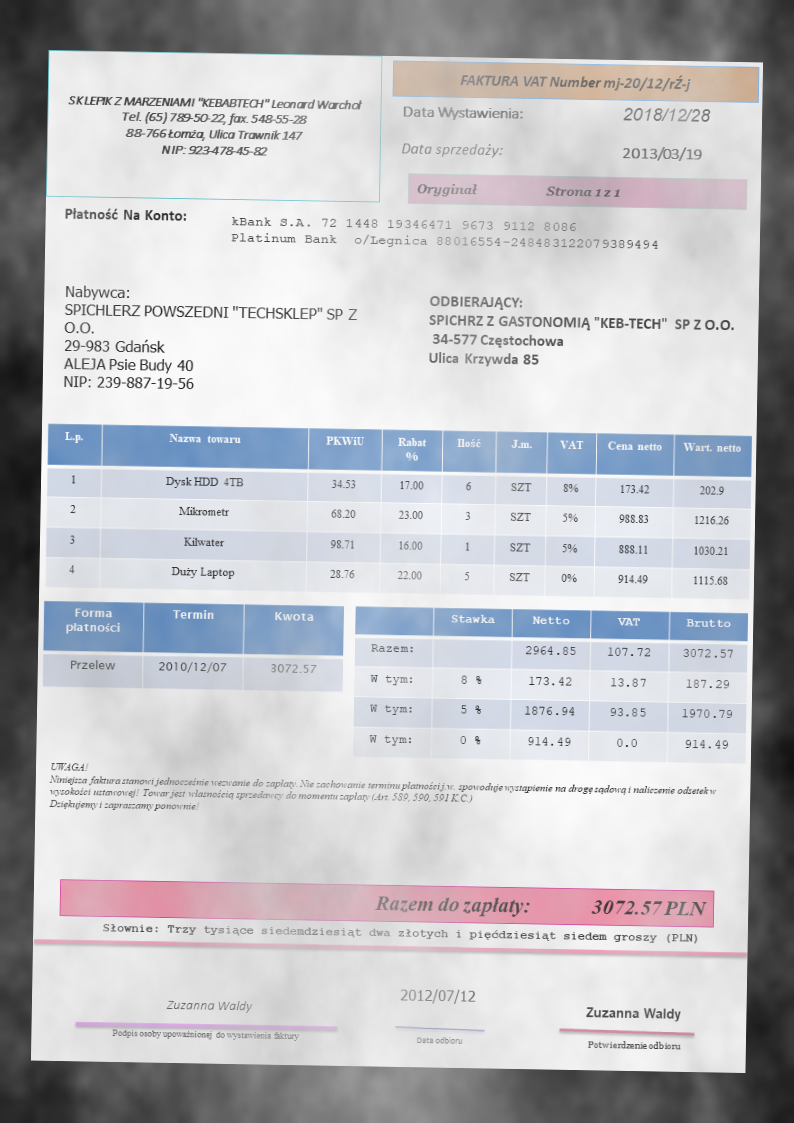 SKLEPIK Z MARZENIAMI "KEBABTECH" Leonard Warchoł
Tel. (65) 789-50-22, fax. 548-55-28
88-766 Łomża, Ulica Trawnik 147
NIP: 923-478-45-82
FAKTURA VAT Number mj-20/12/rŹ-j
Data Wystawienia: 2018/12/28
Data sprzedaży: 2013/03/19
Oryginał Strona 1 z 1
Płatność Na Konto:
kBank S.A. 72 1448 19346471 9673 9112 8086
Platinum Bank o/Legnica 88016554-248483122079389494
Nabywca:
SPICHLERZ POWSZEDNI "TECHSKLEP" SP Z
O.O.
29-983 Gdańsk
ALEJA Psie Budy 40
NIP: 239-887-19-56
ODBIERAJĄCY:
SPICHRZ Z GASTONOMIĄ "KEB-TECH" SP Z O.O.
34-577 Częstochowa
Ulica Krzywda 85
L.p. Nazwa towaru PKWiU Rabat % Ilość J.m. VAT Cena netto Wart. netto
1 Dysk HDD 4TB 34.53 17.00 6 SZT 8% 173.42 202.9
2 Mikrometr 68.20 23.00 3 SZT 5% 988.83 1216.26
3 Kilwater 98.71 16.00 1 SZT 5% 888.11 1030.21
4 Duży Laptop 28.76 22.00 5 SZT 0% 914.49 1115.68
Forma płatności Termin Kwota
Przelew 2010/12/07 3072.57
Stawka Netto VAT Brutto
Razem: 2964.85 107.72 3072.57
W tym: 8 % 173.42 13.87 187.29
W tym: 5 % 1876.94 93.85 1970.79
W tym: 0 % 914.49 0.0 914.49
UWAGA!
Niniejsza faktura stanowi jednocześnie wezwanie do zapłaty. Nie zachowanie terminu płatności j.w. spowoduje wystąpienie na drogę sądową i naliczenie odsetek w
wysokości ustawowej! Towar jest własnością sprzedawcy do momentu zapłaty (Art. 589, 590, 591 K.C.)
Dziękujemy i zapraszamy ponownie!
Razem do zapłaty: 3072.57 PLN
Słownie: Trzy tysiące siedemdziesiąt dwa złotych i pięćdziesiąt siedem groszy (PLN)
Zuzanna Waldy
Podpis osoby upoważnionej do wystawienia faktury
2012/07/12
Data odbioru
Zuzanna Waldy
Potwierdzenie odbioru